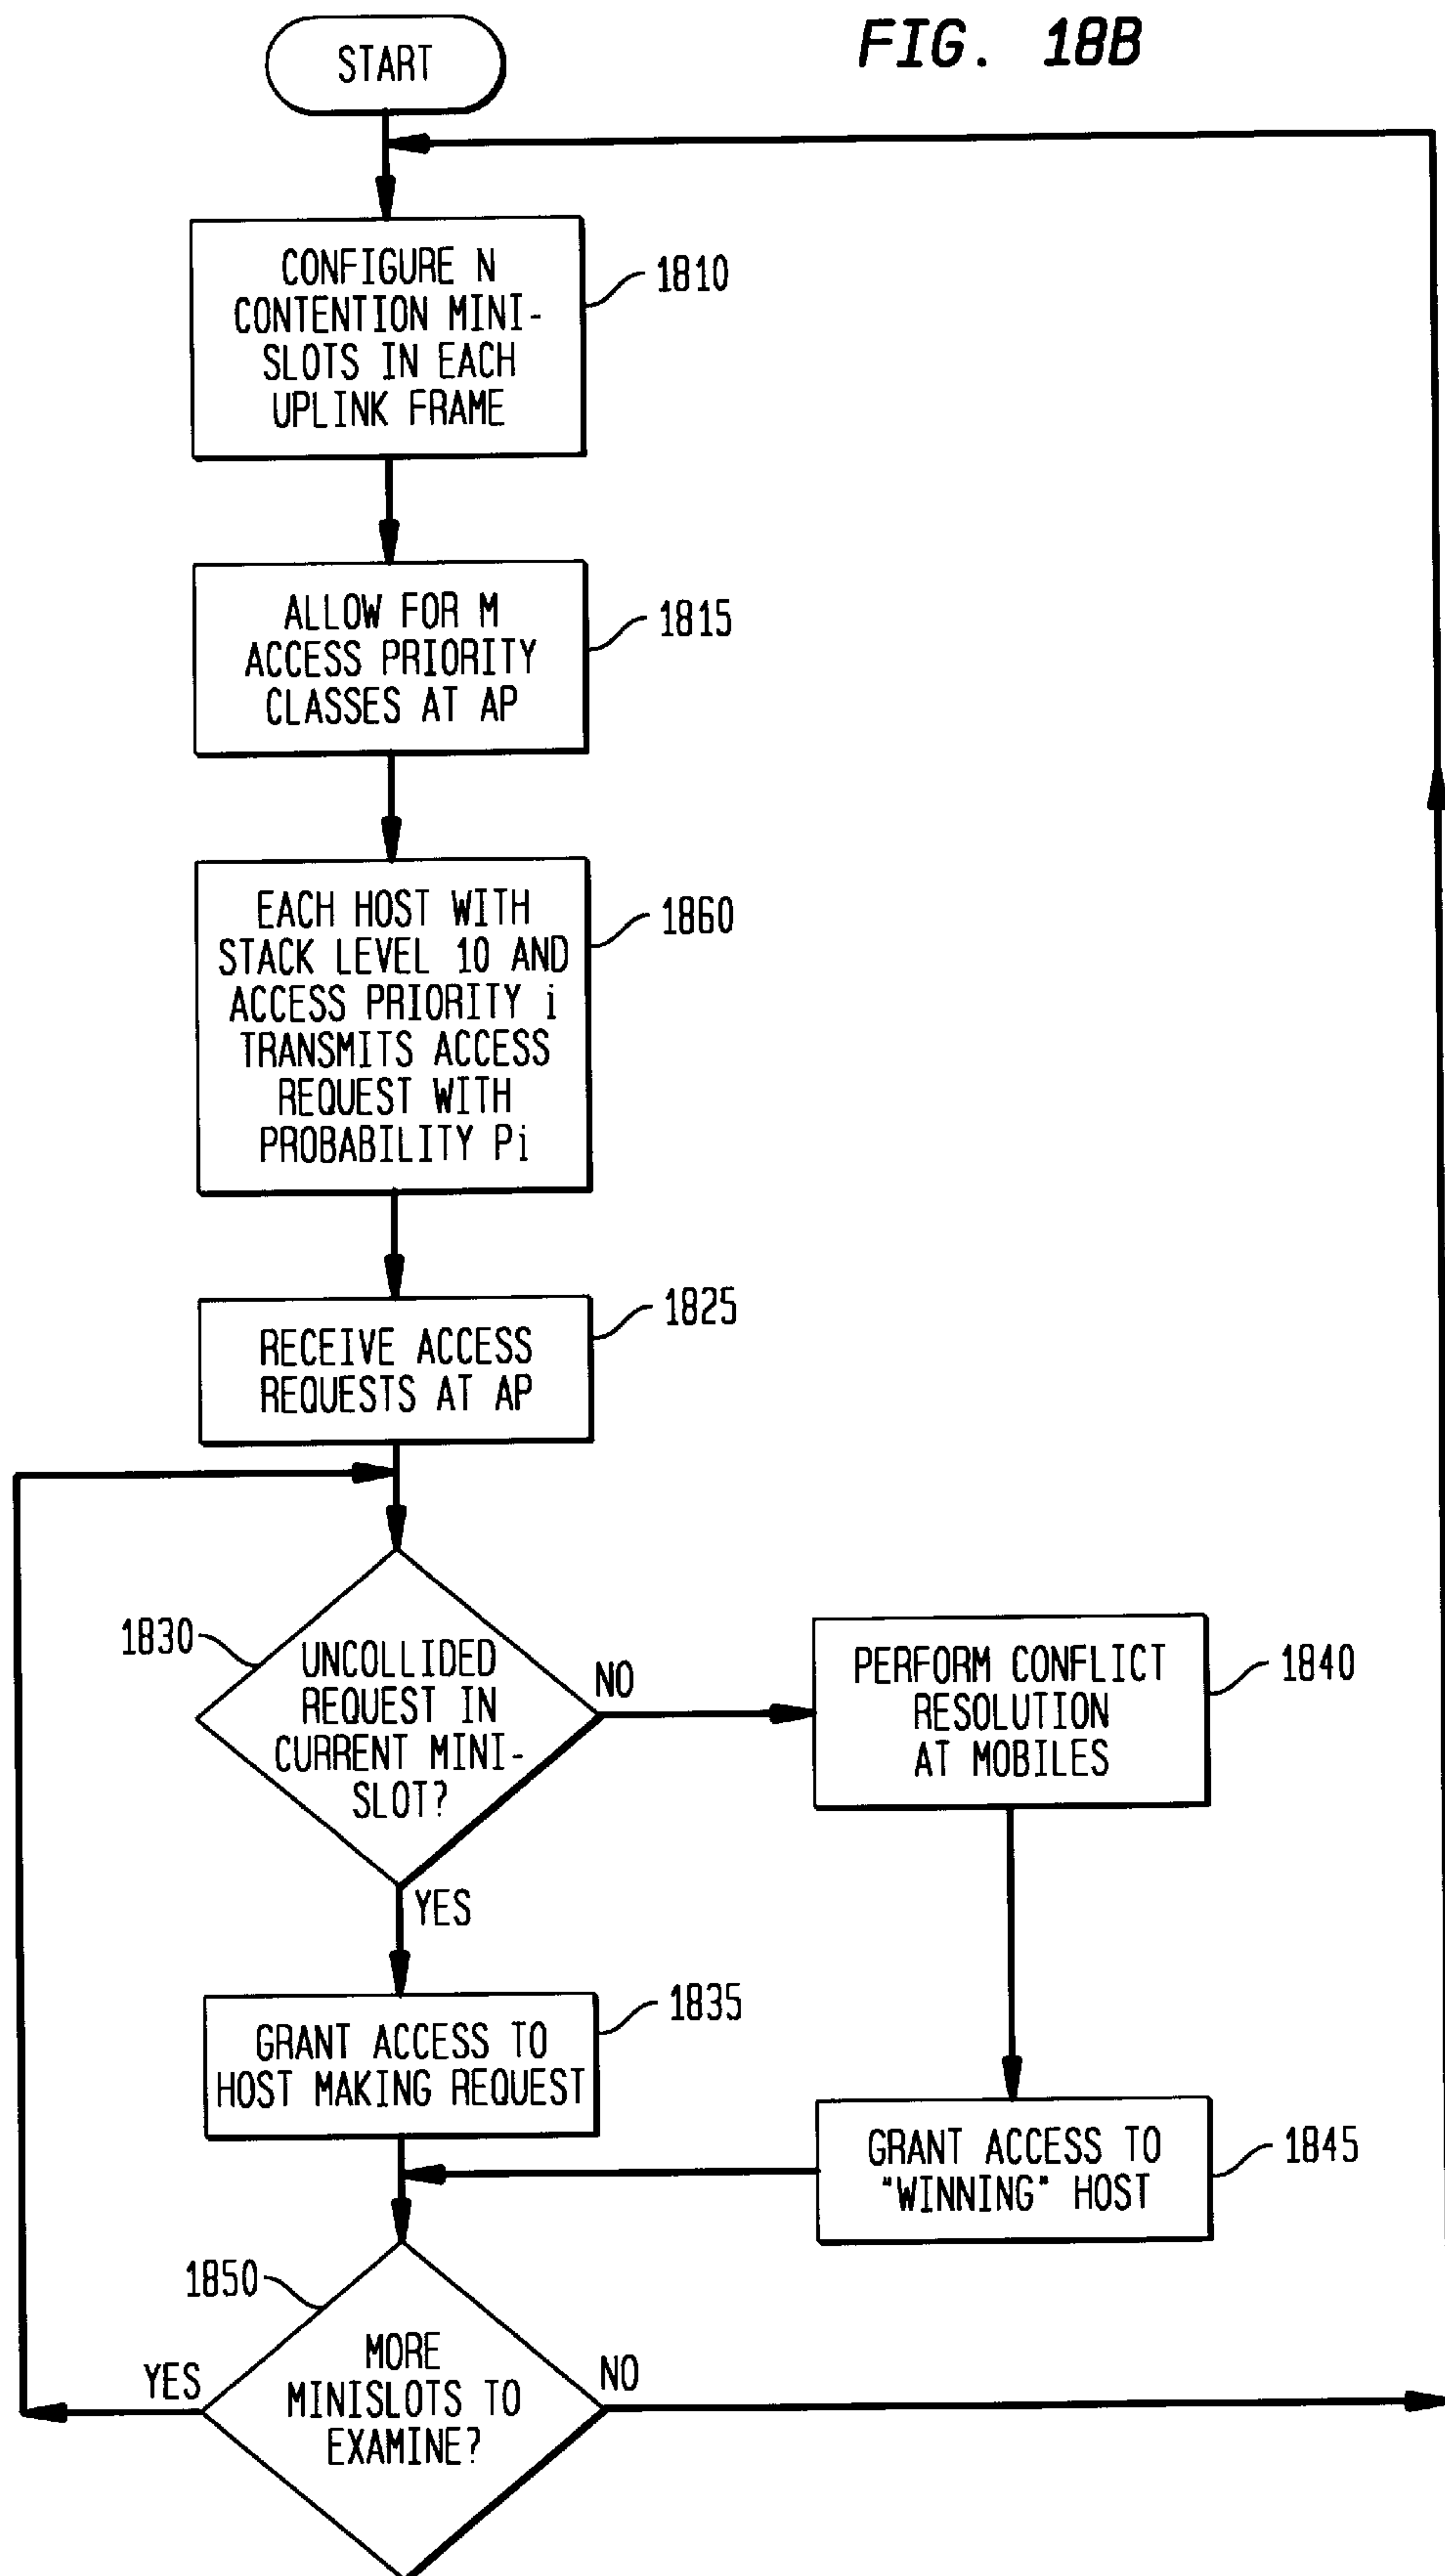 FIG. 18B
START
CONFIGURE N
CONTENTION MINI-
SLOTS IN EACH
UPLINK FRAME
1810
ALLOW FOR M
ACCESS PRIORITY
CLASSES AT AP
1815
EACH HOST WITH
STACK LEVEL 10 AND
ACCESS PRIORITY i
TRANSMITS ACCESS
REQUEST WITH
PROBABILITY Pi
1860
RECEIVE ACCESS
REQUESTS AT AP
1825
1830
UNCOLLIDED
REQUEST IN
CURRENT MINI-
SLOT?
NO
YES
PERFORM CONFLICT
RESOLUTION
AT MOBILES
1840
GRANT ACCESS TO
HOST MAKING REQUEST
1835
GRANT ACCESS TO
"WINNING" HOST
1845
1850
MORE
MINISLOTS TO
EXAMINE?
YES
NO